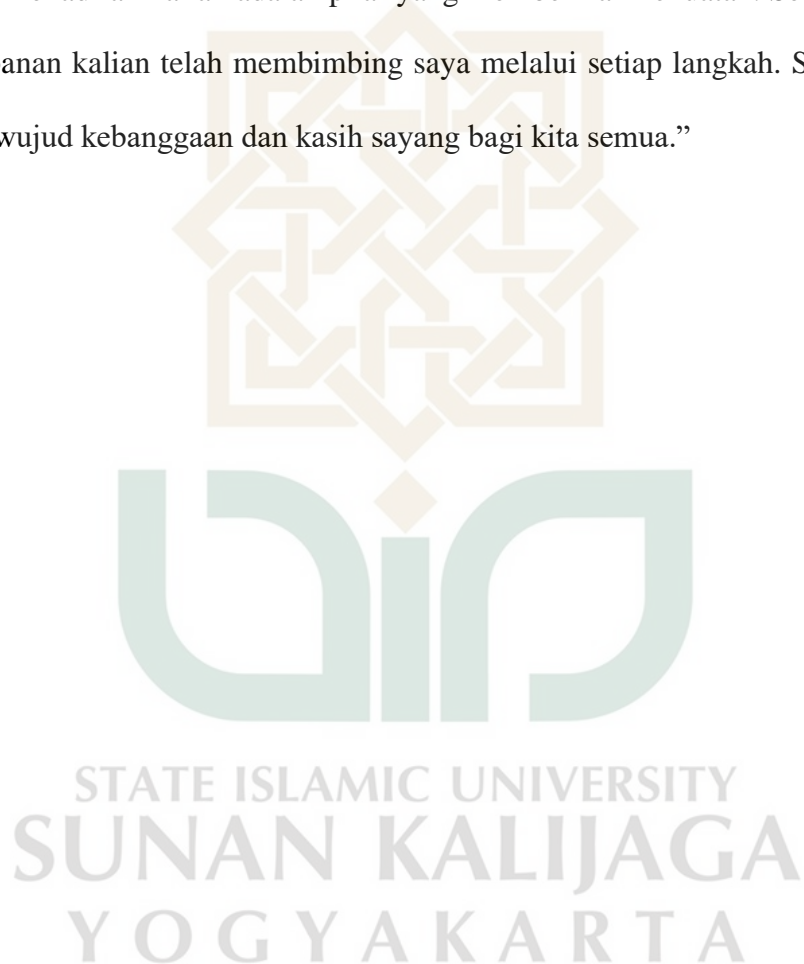 anan kalian telah membimbing saya melalui setiap langkah. S
wujud kebanggaan dan kasih sayang bagi kita semua.”
STATE ISLAMIC UNIVERSITY
SUNAN KALIJAGA
YOGYAKARTA